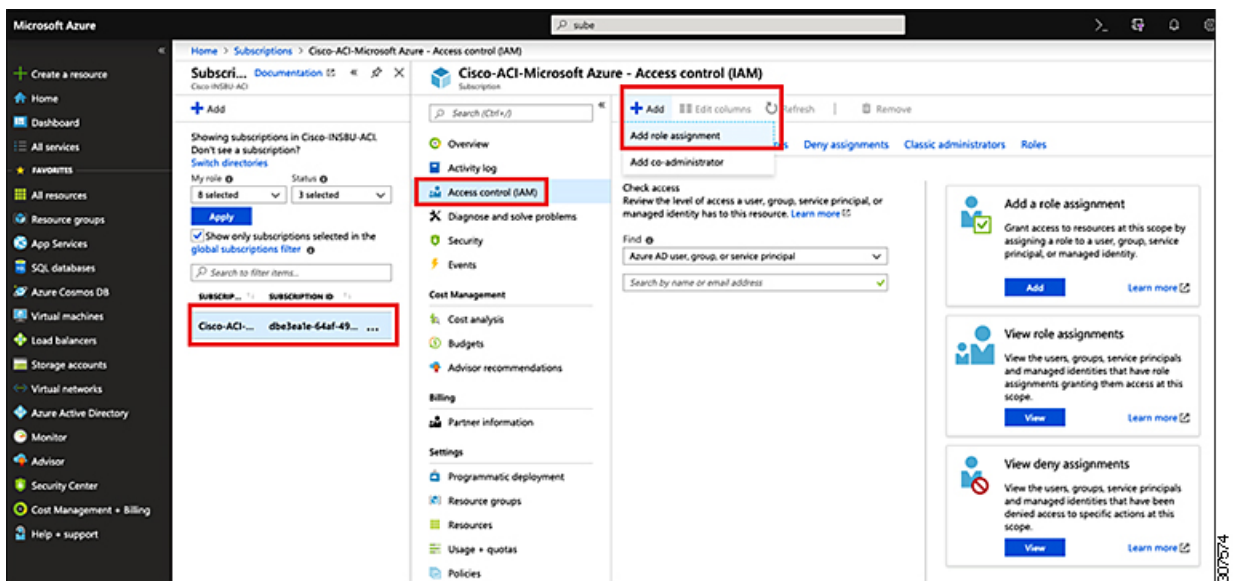 Microsoft Azure
sube
Home > Subscriptions > Cisco-ACI-Microsoft Azure - Access control (IAM)
Create a resource
Home
Dashboard
All services
FAVORITES
All resources
Resource groups
App Services
SQL databases
Azure Cosmos DB
Virtual machines
Load balancers
Storage accounts
Virtual networks
Azure Active Directory
Monitor
Advisor
Security Center
Cost Management + Billing
Help + support
Subscri... Documentation
Cisco-INSBU-ACI
Add
Showing subscriptions in Cisco-INSBU-ACI.
Don't see a subscription?
Switch directories
My role Status
8 selected 3 selected
Apply
Show only subscriptions selected in the
global subscriptions filter
Search to filter items...
SUBSCRIP... SUBSCRIPTION ID
Cisco-ACI-... dbe3ea1e-64af-49... ...
Cisco-ACI-Microsoft Azure - Access control (IAM)
Subscription
Search (Ctrl+/)
Overview
Activity log
Access control (IAM)
Diagnose and solve problems
Security
Events
Cost Management
Cost analysis
Budgets
Advisor recommendations
Billing
Partner information
Settings
Programmatic deployment
Resource groups
Resources
Usage + quotas
Policies
Add Edit columns Refresh | Remove
Add role assignment
Add co-administrator
Deny assignments Classic administrators Roles
Check access
Review the level of access a user, group, service principal, or
managed identity has to this resource. Learn more
Find
Azure AD user, group, or service principal
Search by name or email address
Add a role assignment
Grant access to resources at this scope by
assigning a role to a user, group, service
principal, or managed identity.
Add Learn more
View role assignments
View the users, groups, service principals
and managed identities that have role
assignments granting them access at this
scope.
View Learn more
View deny assignments
View the users, groups, service principals
and managed identities that have been
denied access to specific actions at this
scope.
View Learn more
307574